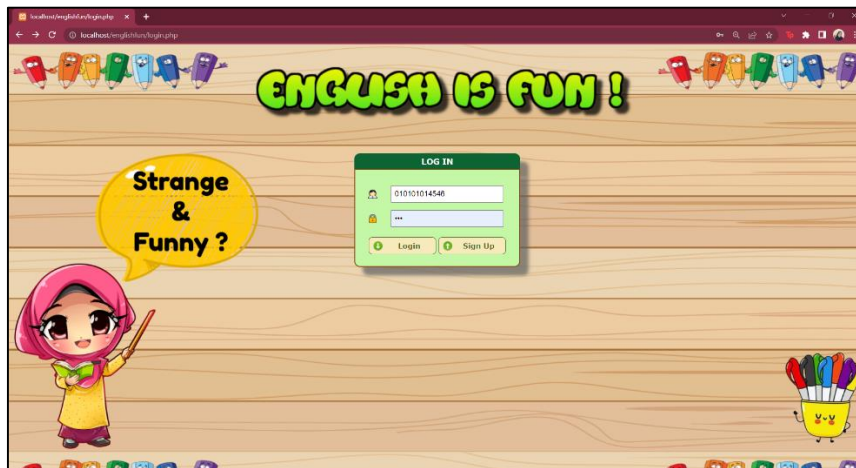 localhost/englishfun/login.php
localhost/englishfun/login.php
ENGLISH IS FUN !
LOG IN
010101014546
•••
Login
Sign Up
Strange
&
Funny ?